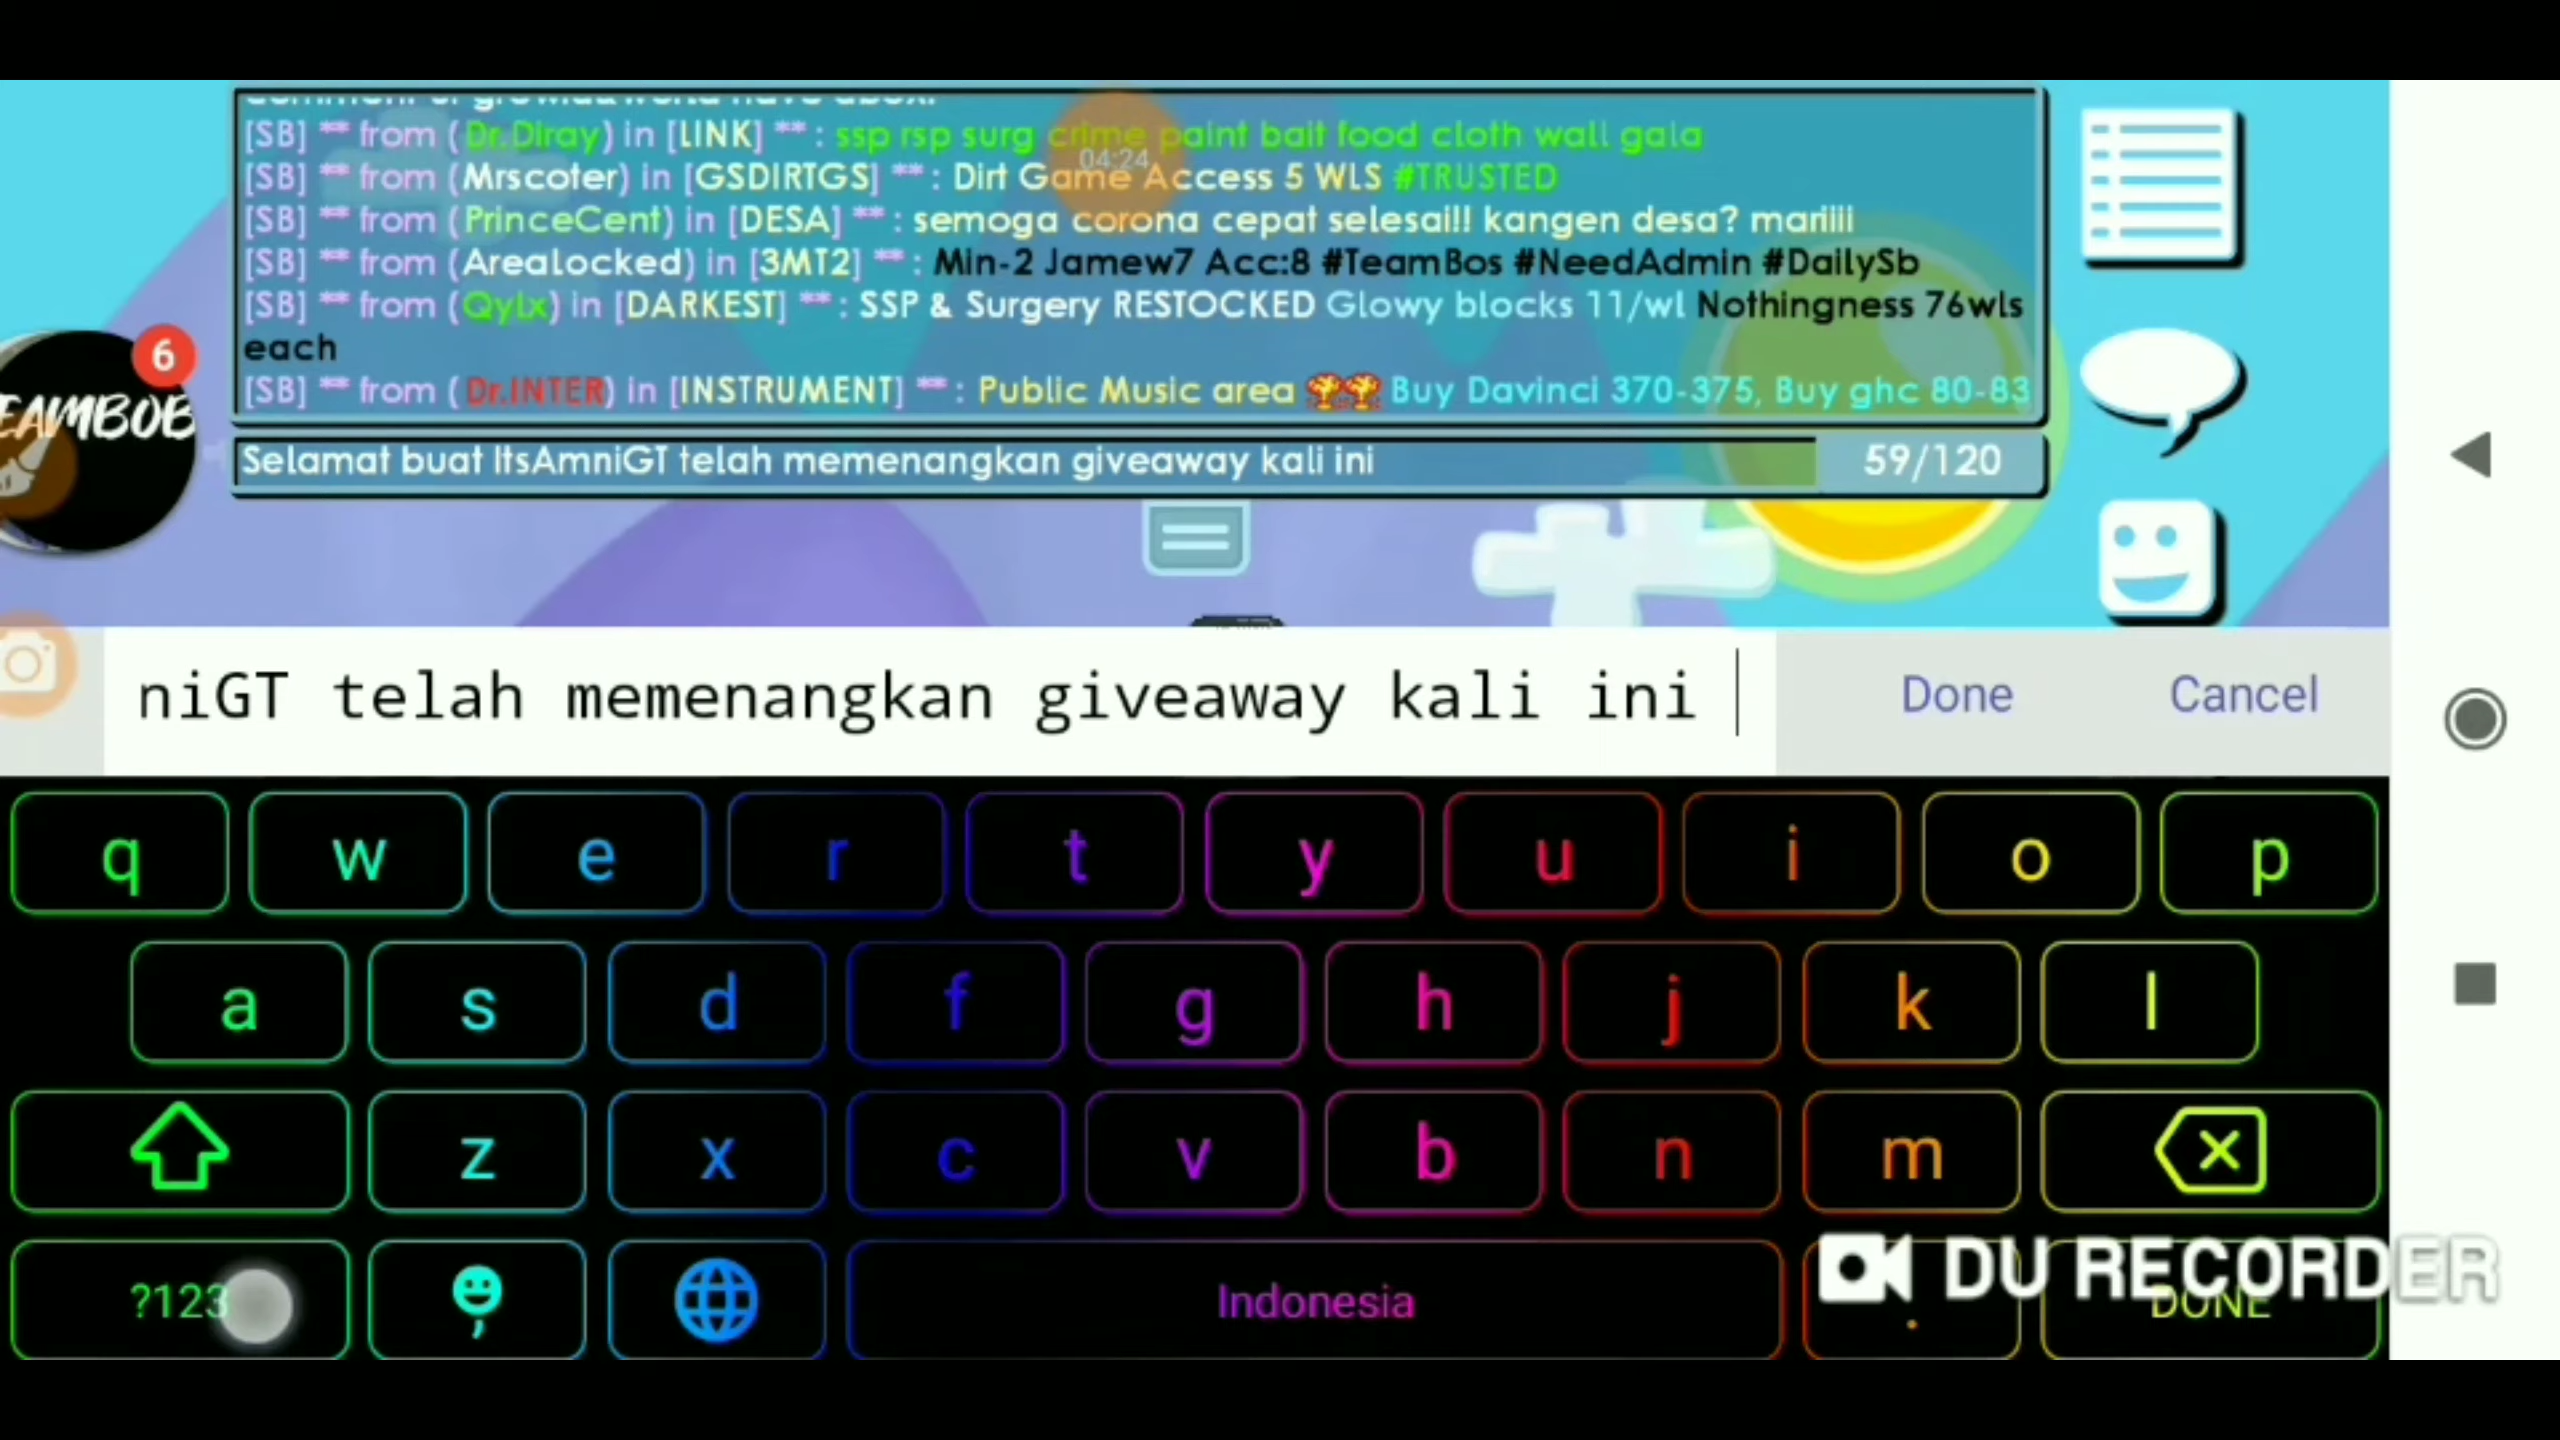 [SB] ** from (Dr.Diray) in [LINK] ** : ssp rsp surg crime paint bait food cloth wall gala
04:24
[SB] ** from (Mrscoter) in [GSDIRTGS] ** : Dirt Game Access 5 WLS #TRUSTED
[SB] ** from (PrinceCent) in [DESA] ** : semoga corona cepat selesai!! kangen desa? mariiii
[SB] ** from (AreaLocked) in [3MT2] ** : Min-2 Jamew7 Acc:8 #TeamBos #NeedAdmin #DailySb
[SB] ** from (Qylx) in [DARKEST] ** : SSP & Surgery RESTOCKED Glowy blocks 11/wl Nothingness 76wls
each
[SB] ** from (Dr.INTER) in [INSTRUMENT] ** : Public Music area Buy Davinci 370-375, Buy ghc 80-83
6
EAMBOB
Selamat buat ItsAmniGT telah memenangkan giveaway kali ini
59/120
niGT telah memenangkan giveaway kali ini
Done Cancel
q w e r t y u i o p
a s d f g h j k l
z x c v b n m
?123 , Indonesia . DONE
DU RECORDER